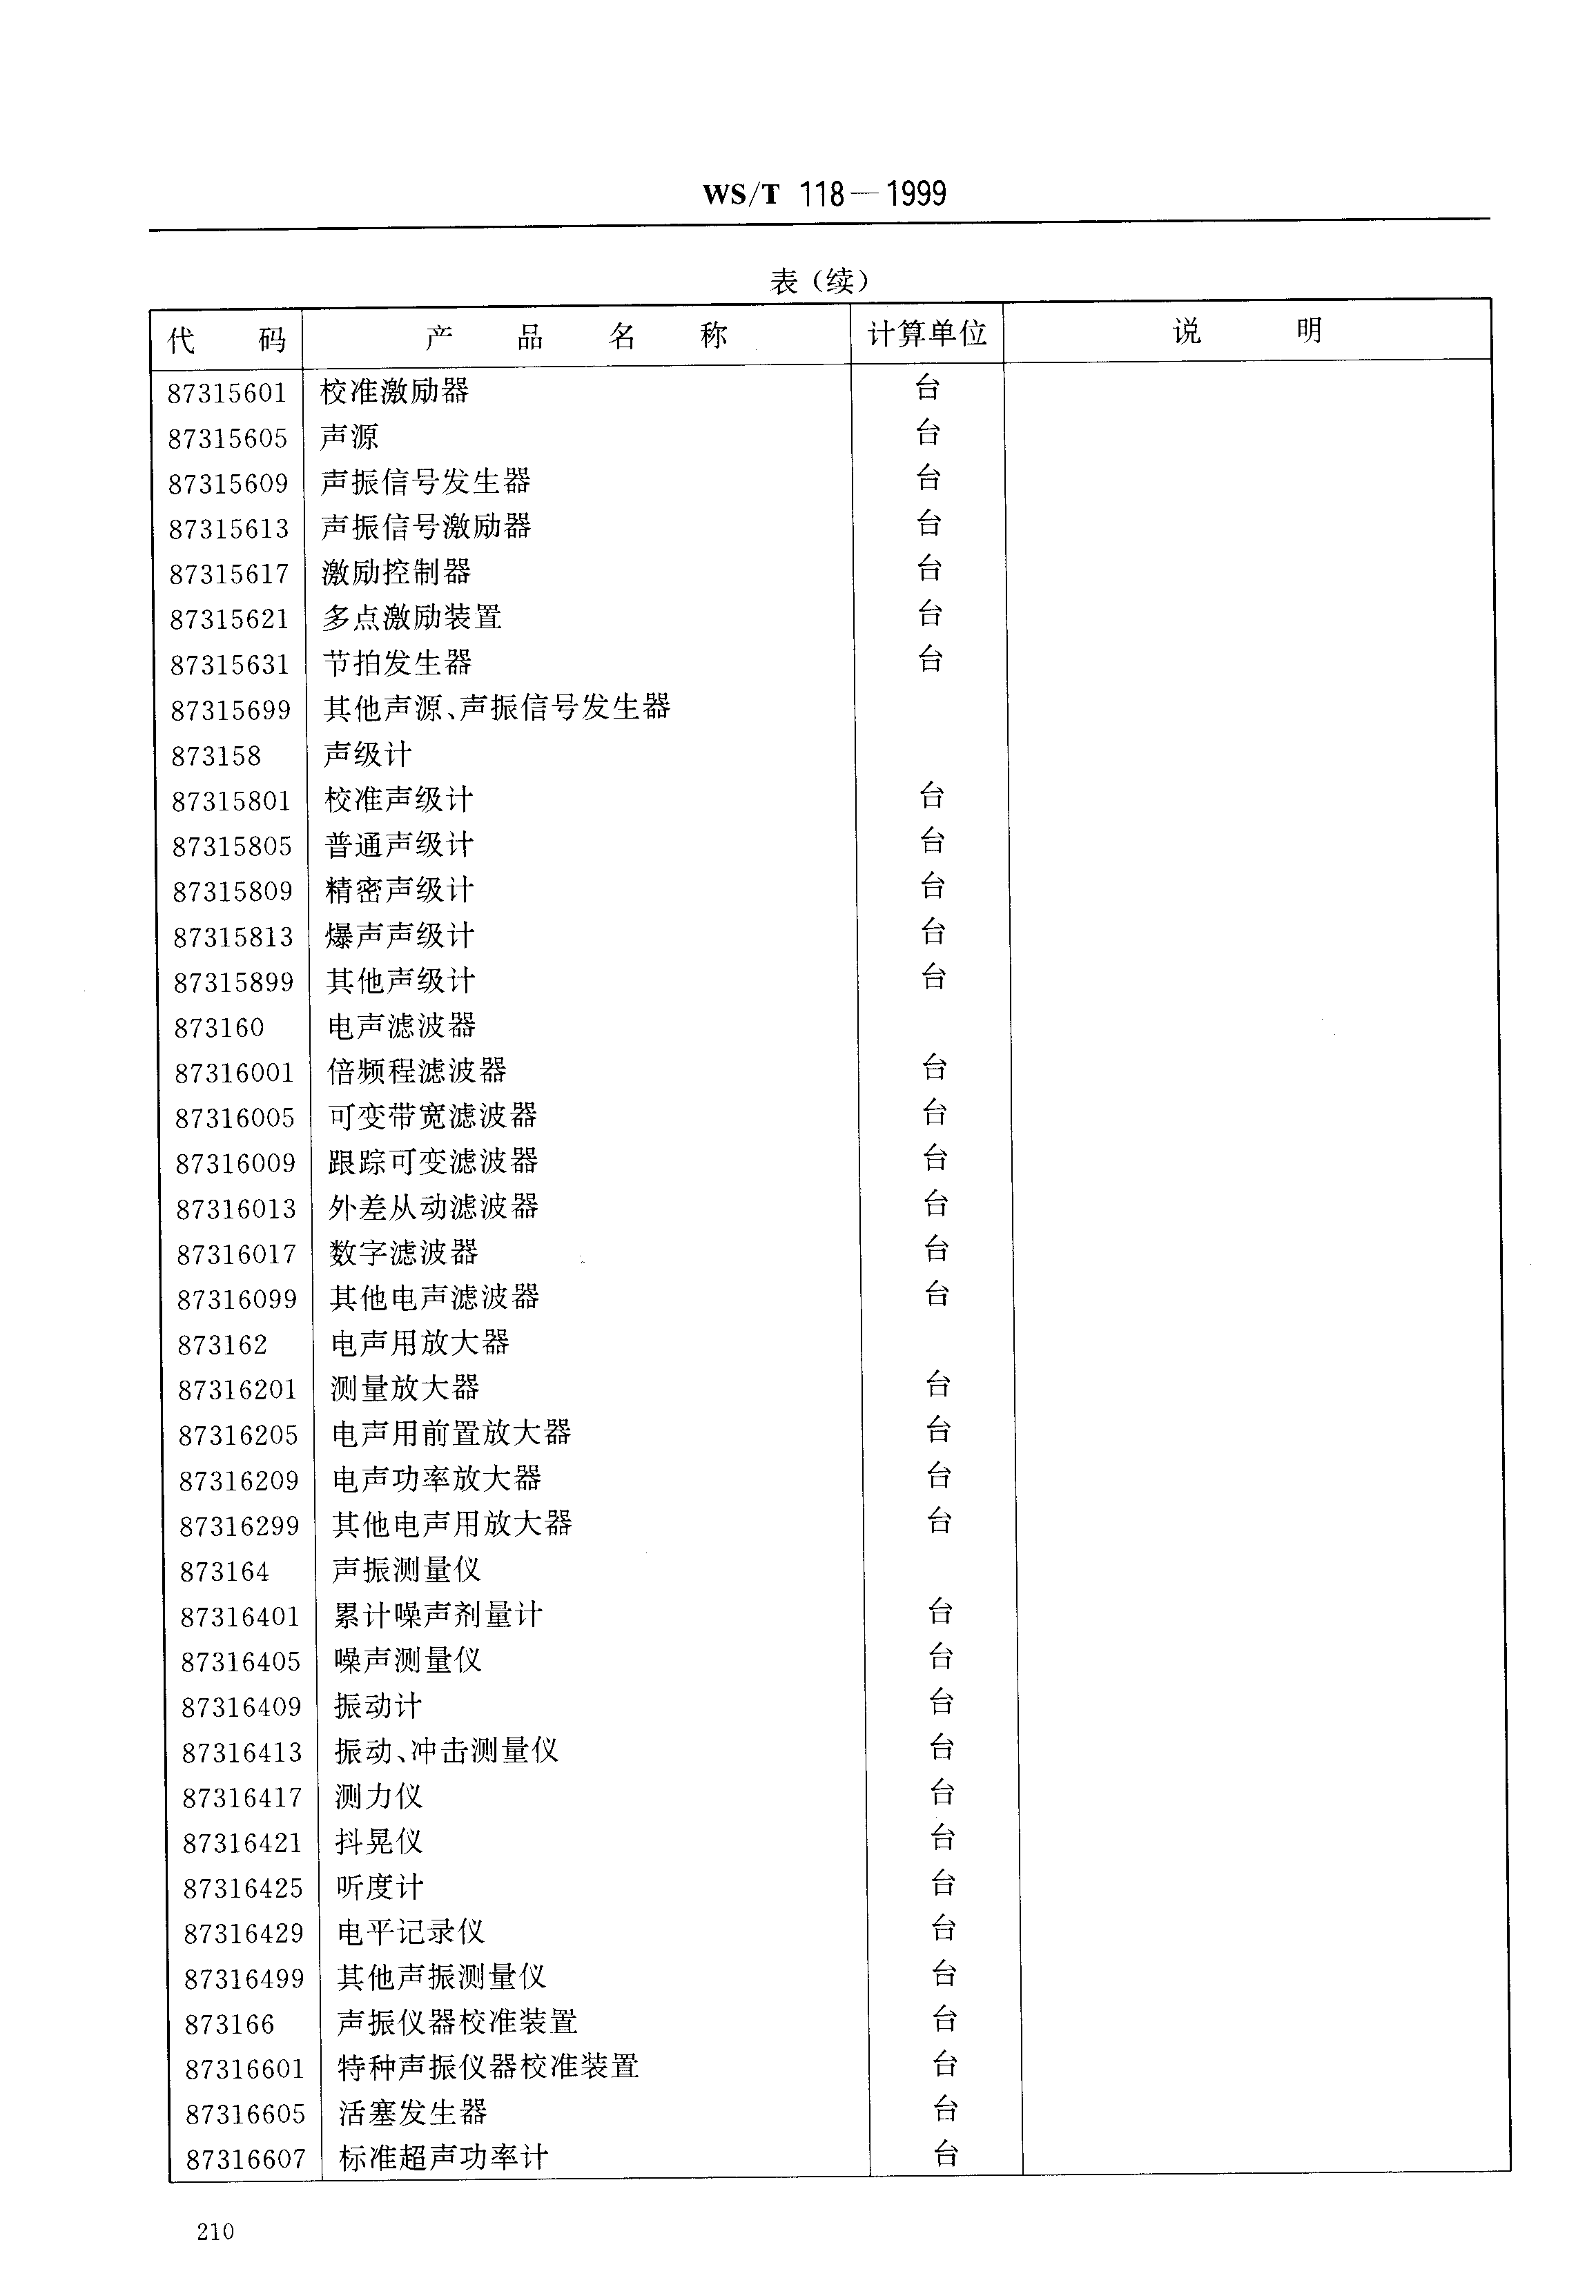 WS/T 118—1999
表（续）
代 码 产 品 名 称 计算单位 说 明
87315601 校准激励器 台
87315605 声源 台
87315609 声振信号发生器 台
87315613 声振信号激励器 台
87315617 激励控制器 台
87315621 多点激励装置 台
87315631 节拍发生器 台
87315699 其他声源、声振信号发生器
873158 声级计
87315801 校准声级计 台
87315805 普通声级计 台
87315809 精密声级计 台
87315813 爆声声级计 台
87315899 其他声级计 台
873160 电声滤波器
87316001 倍频程滤波器 台
87316005 可变带宽滤波器 台
87316009 跟踪可变滤波器 台
87316013 外差从动滤波器 台
87316017 数字滤波器 台
87316099 其他电声滤波器 台
873162 电声用放大器
87316201 测量放大器 台
87316205 电声用前置放大器 台
87316209 电声功率放大器 台
87316299 其他电声用放大器 台
873164 声振测量仪
87316401 累计噪声剂量计 台
87316405 噪声测量仪 台
87316409 振动计 台
87316413 振动、冲击测量仪 台
87316417 测力仪 台
87316421 抖晃仪 台
87316425 听度计 台
87316429 电平记录仪 台
87316499 其他声振测量仪 台
873166 声振仪器校准装置 台
87316601 特种声振仪器校准装置 台
87316605 活塞发生器 台
87316607 标准超声功率计 台
210